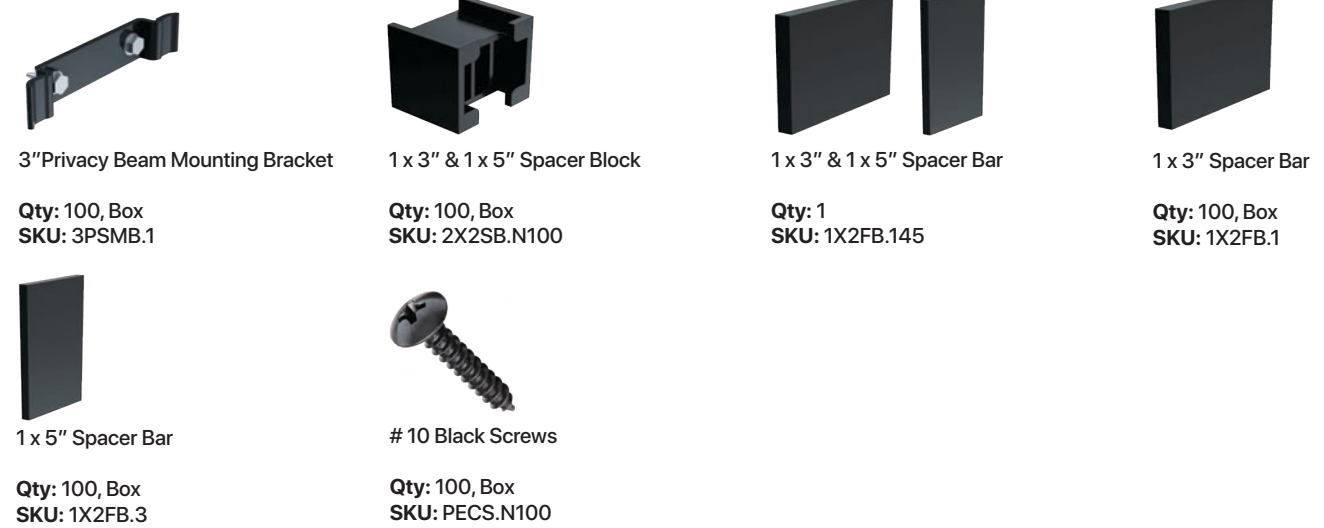 3”Privacy Beam Mounting Bracket
Qty: 100, Box
SKU: 3PSMB.1
1 x 3” & 1 x 5” Spacer Block
Qty: 100, Box
SKU: 2X2SB.N100
1 x 3” & 1 x 5” Spacer Bar
Qty: 1
SKU: 1X2FB.145
1 x 3” Spacer Bar
Qty: 100, Box
SKU: 1X2FB.1
1 x 5” Spacer Bar
Qty: 100, Box
SKU: 1X2FB.3
# 10 Black Screws
Qty: 100, Box
SKU: PECS.N100